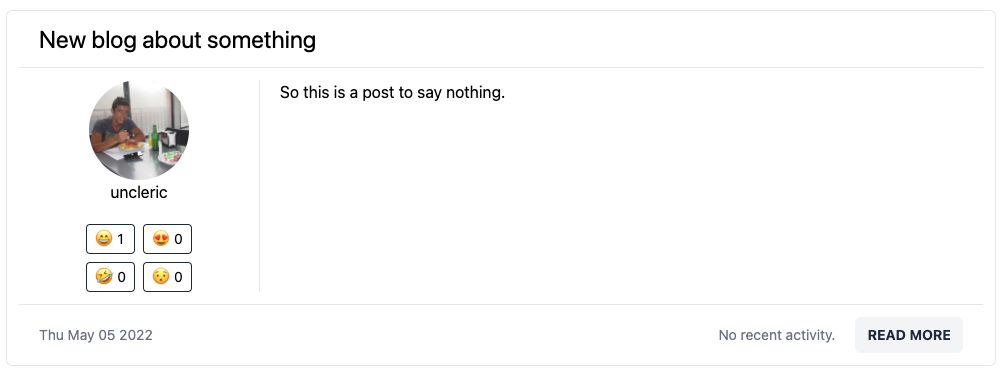 New blog about something
So this is a post to say nothing.
uncleric
😁 1 😍 0
🤣 0 😯 0
Thu May 05 2022 No recent activity. READ MORE